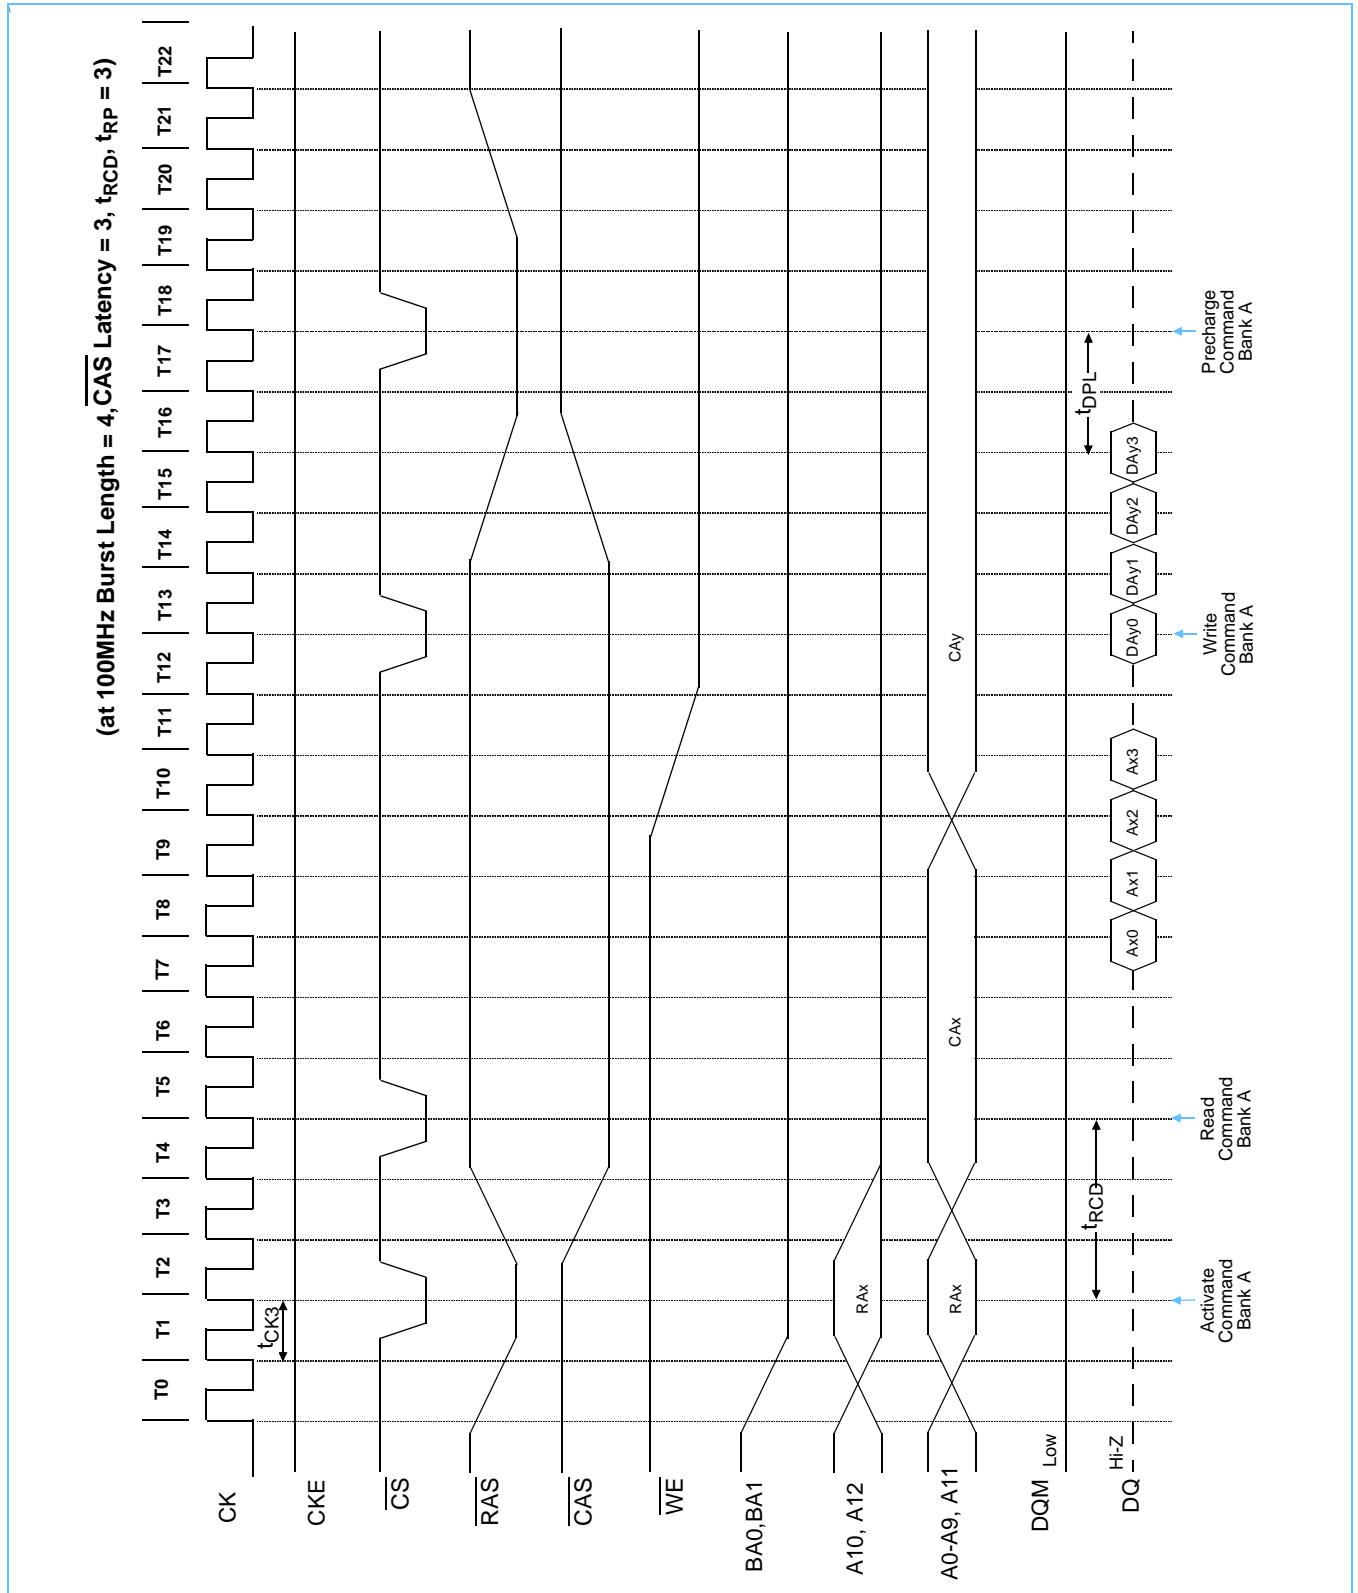 (at 100MHz Burst Length = 4, CAS Latency = 3, tRCD, tRP = 3)
T0 T1 T2 T3 T4 T5 T6 T7 T8 T9 T10 T11 T12 T13 T14 T15 T16 T17 T18 T19 T20 T21 T22
CK
tCK3
CKE
CS
RAS
CAS
WE
BA0,BA1
A10, A12
RAx
A0-A9, A11
RAx CAx CAy
DQM
Low
tRCD
tDPL
DQ
Hi-Z
Ax0 Ax1 Ax2 Ax3 DAy0 DAy1 DAy2 DAy3
Activate
Command
Bank A
Read
Command
Bank A
Write
Command
Bank A
Precharge
Command
Bank A